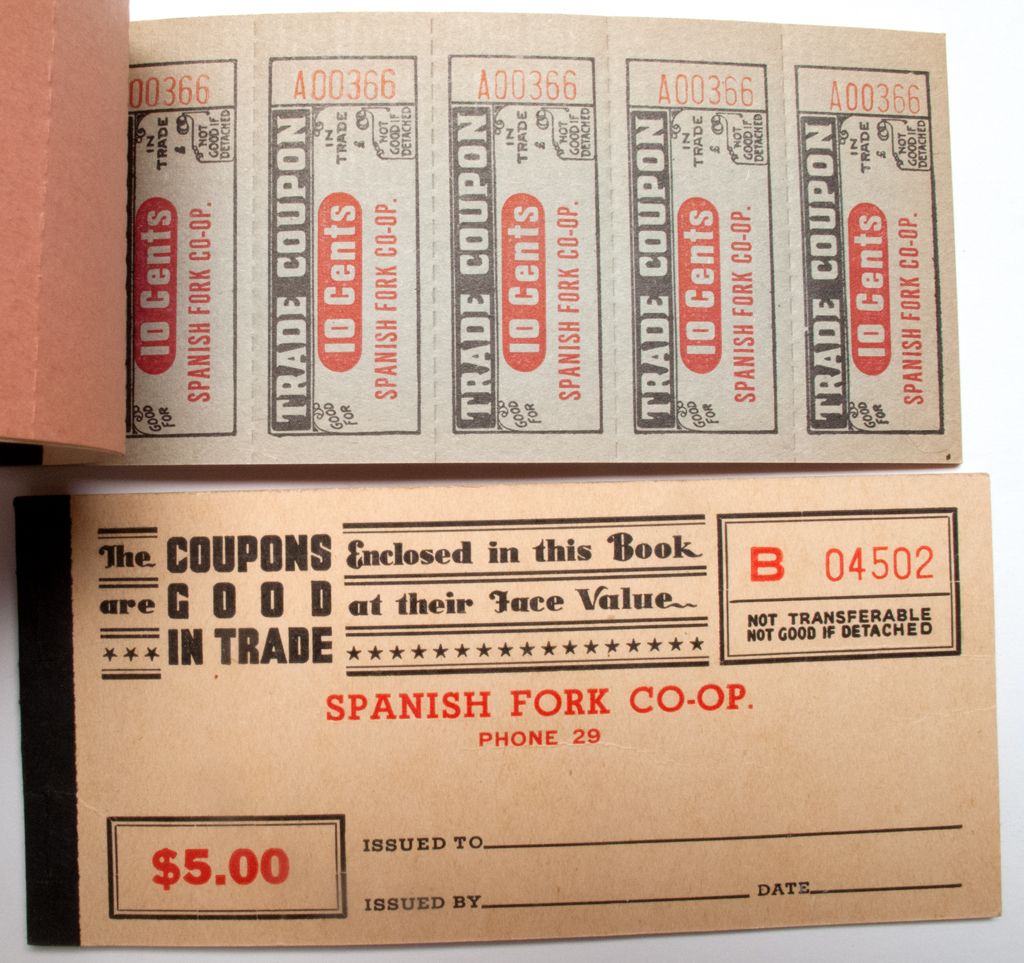 00366
10 Cents
SPANISH FORK CO-OP.
GOOD FOR
IN TRADE
NOT GOOD IF DETACHED
A00366
TRADE COUPON
GOOD FOR
10 Cents
IN TRADE
SPANISH FORK CO-OP.
NOT GOOD IF DETACHED
A00366
TRADE COUPON
GOOD FOR
10 Cents
IN TRADE
SPANISH FORK CO-OP.
NOT GOOD IF DETACHED
A00366
TRADE COUPON
GOOD FOR
10 Cents
IN TRADE
SPANISH FORK CO-OP.
NOT GOOD IF DETACHED
A00366
TRADE COUPON
GOOD FOR
10 Cents
IN TRADE
SPANISH FORK CO-OP.
NOT GOOD IF DETACHED
The COUPONS Enclosed in this Book
are GOOD at their Face Value
IN TRADE
B 04502
NOT TRANSFERABLE
NOT GOOD IF DETACHED
SPANISH FORK CO-OP.
PHONE 29
$5.00
ISSUED TO
ISSUED BY DATE